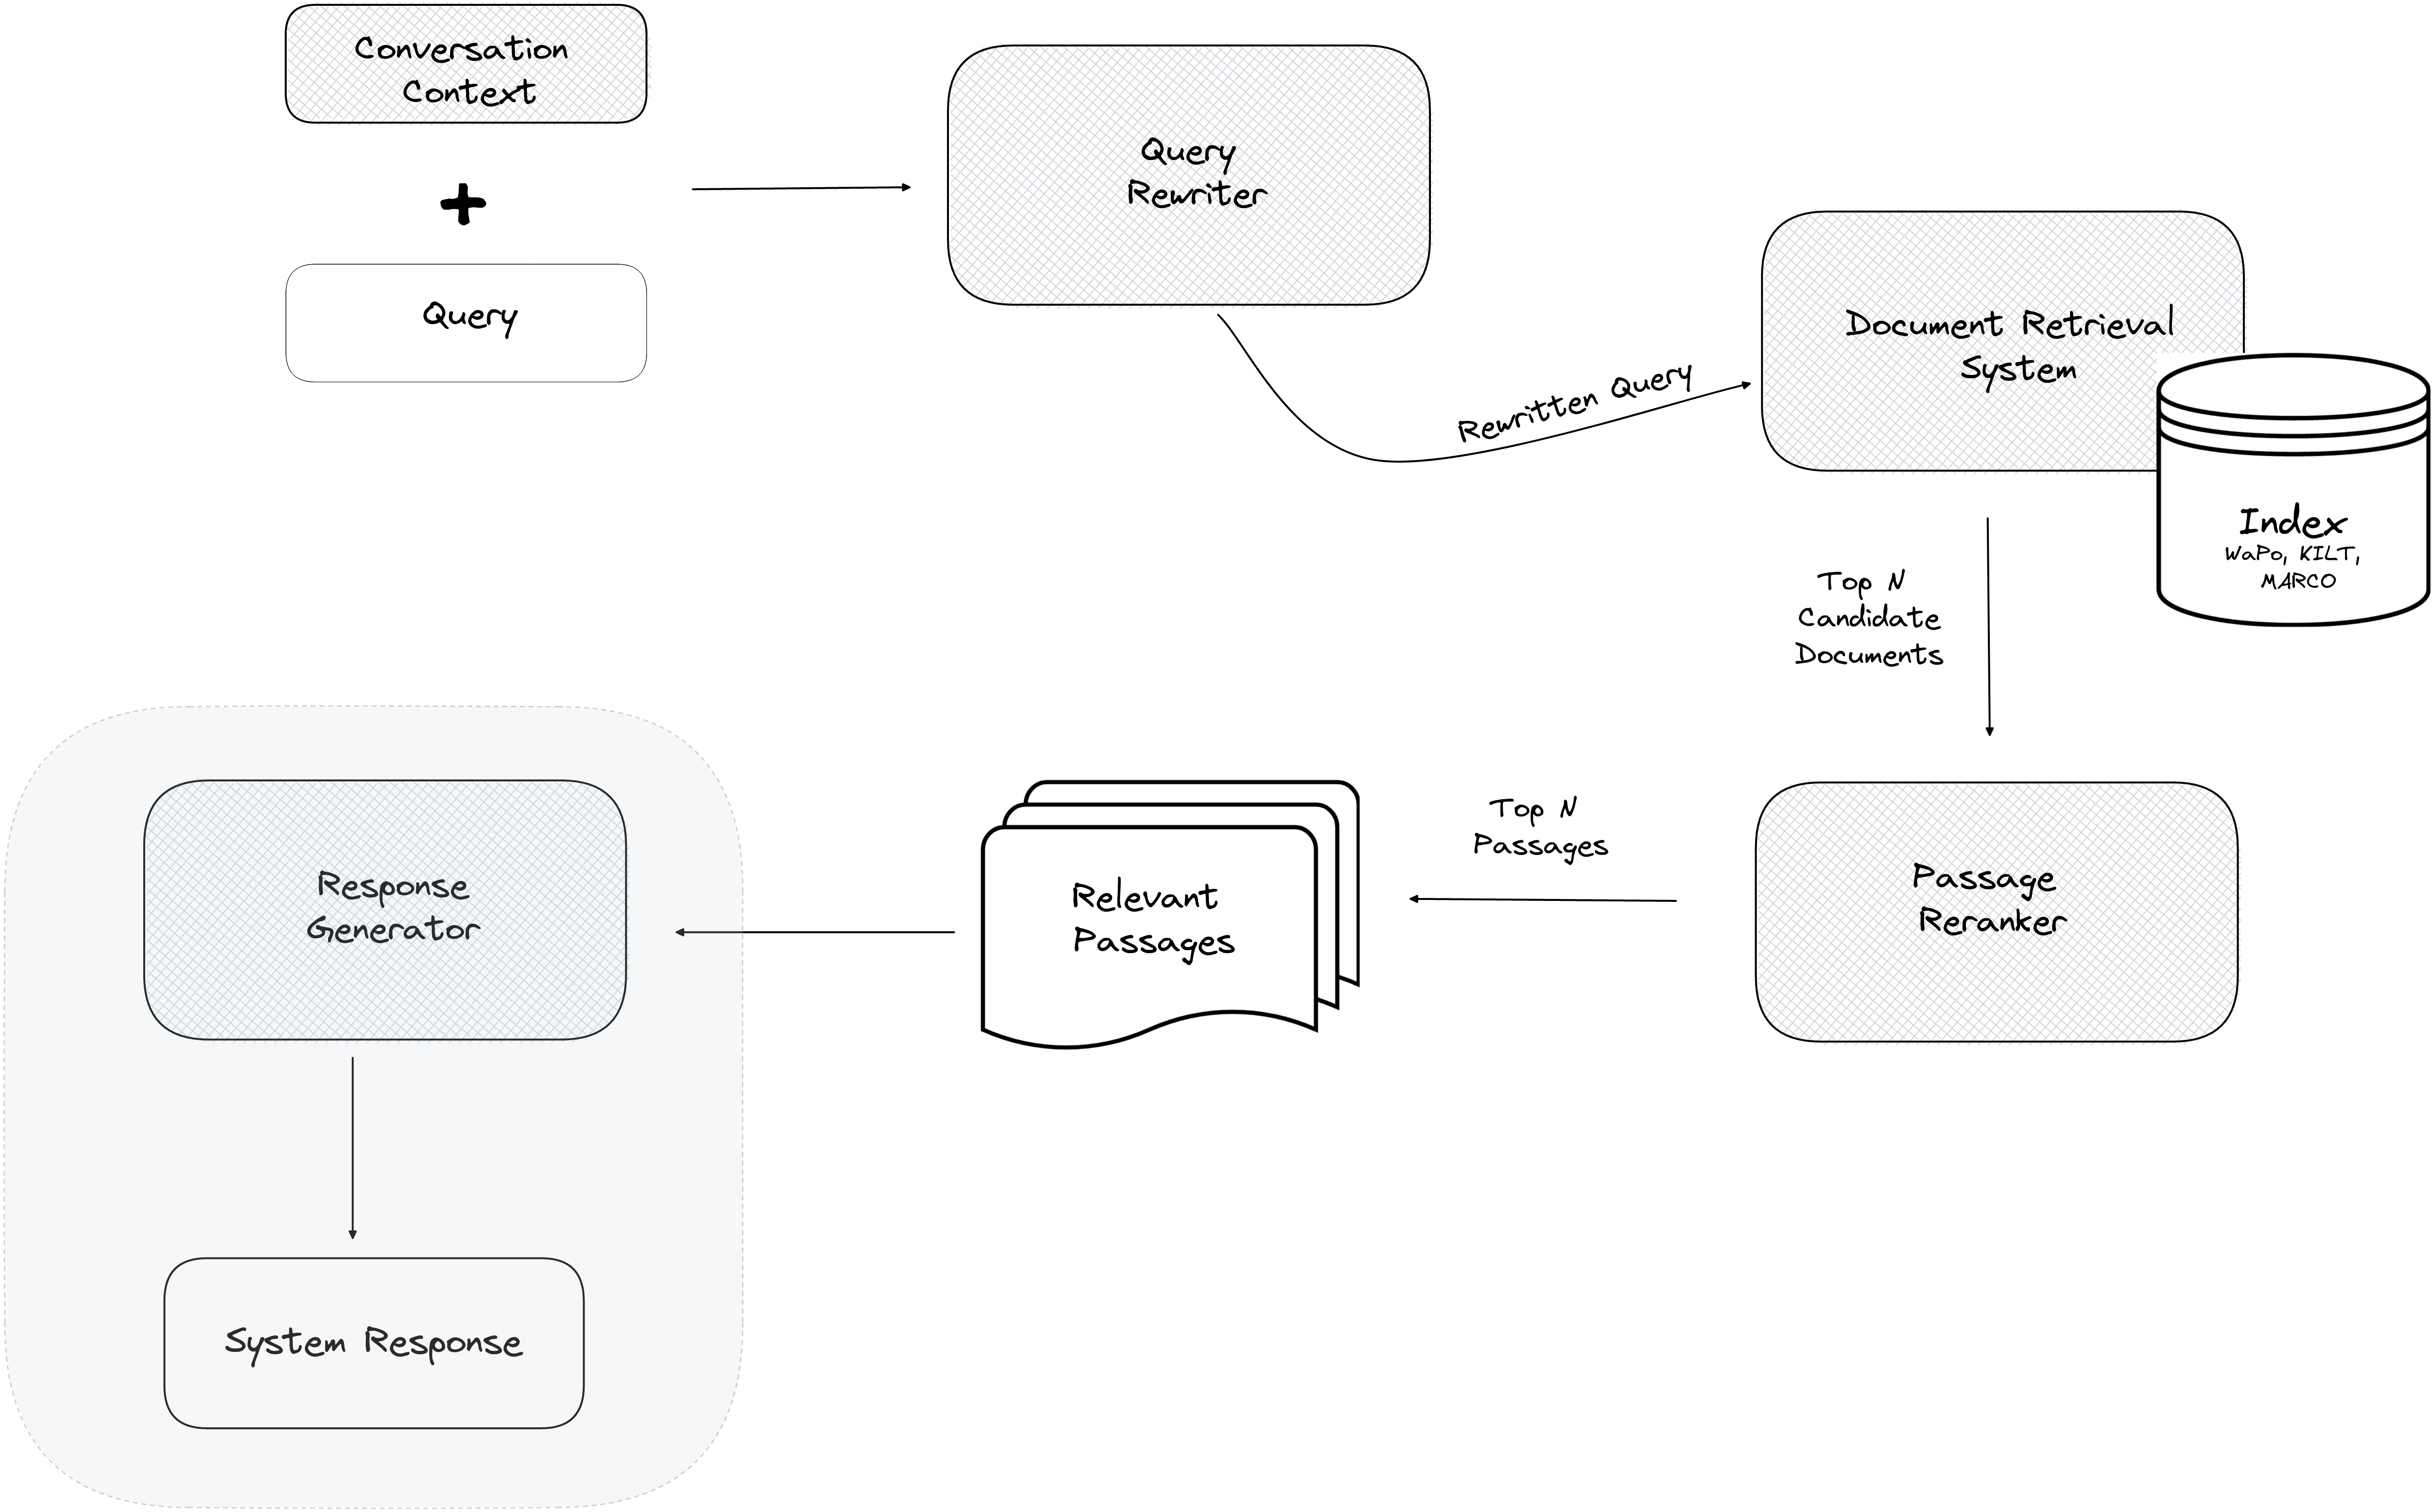 Conversation
Context
Query
Query
Rewriter
Rewritten Query
Document Retrieval
System
Index
WaPo, KILT,
MARCO
Top N
Candidate
Documents
Passage
Reranker
Top N
Passages
Relevant
Passages
Response
Generator
System Response